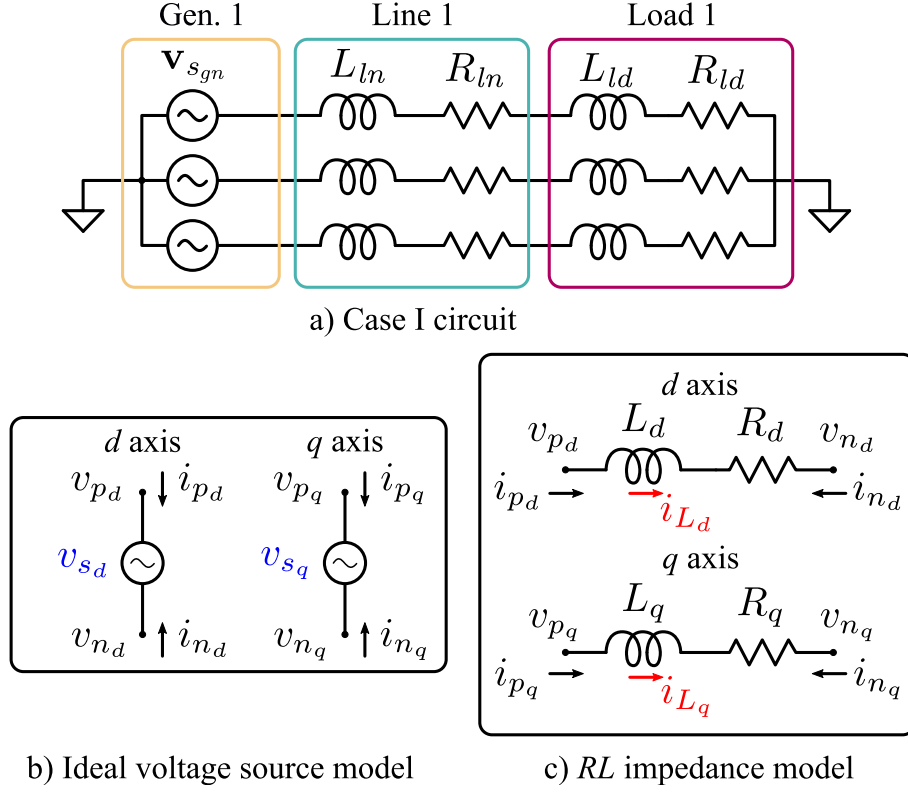 Gen. 1 Line 1 Load 1
𝐯_{s_{gn}} L_{ln} R_{ln} L_{ld} R_{ld}
a) Case I circuit
d axis q axis
v_{p_d} i_{p_d} v_{p_q} i_{p_q}
v_{s_d} v_{s_q}
v_{n_d} i_{n_d} v_{n_q} i_{n_q}
b) Ideal voltage source model
d axis
v_{p_d} L_d R_d v_{n_d}
i_{p_d} i_{L_d} i_{n_d}
q axis
v_{p_q} L_q R_q v_{n_q}
i_{p_q} i_{L_q} i_{n_q}
c) RL impedance model